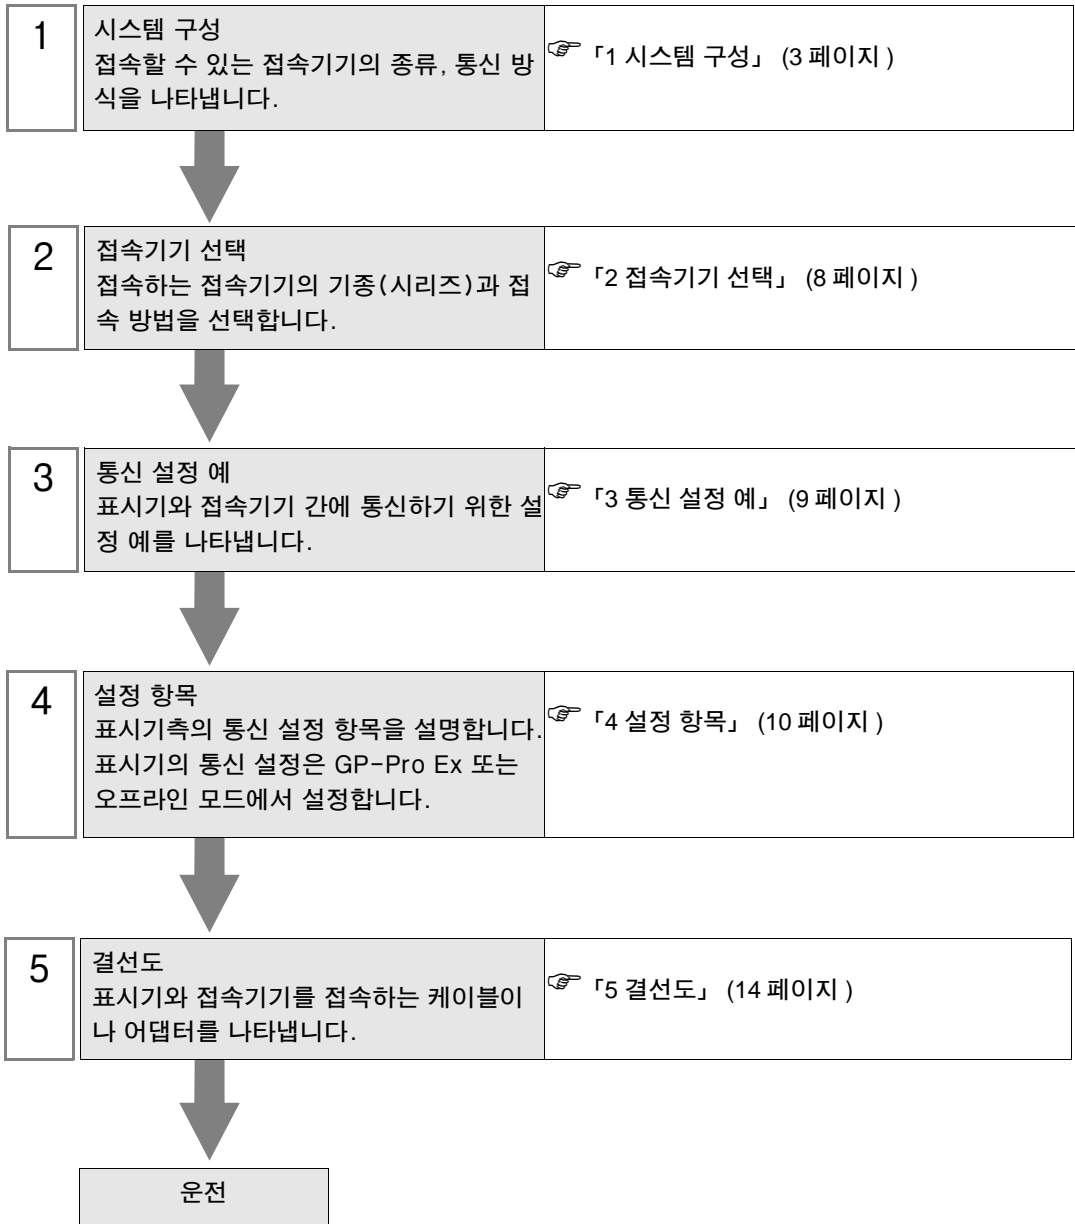 1
시스템 구성
접속할 수 있는 접속기기의 종류, 통신 방
식을 나타냅니다.
☞ 「1 시스템 구성」 (3 페이지 )
2
접속기기 선택
접속하는 접속기기의 기종(시리즈)과 접
속 방법을 선택합니다.
☞ 「2 접속기기 선택」 (8 페이지 )
3
통신 설정 예
표시기와 접속기기 간에 통신하기 위한 설
정 예를 나타냅니다.
☞ 「3 통신 설정 예」 (9 페이지 )
4
설정 항목
표시기측의 통신 설정 항목을 설명합니다.
표시기의 통신 설정은 GP-Pro Ex 또는
오프라인 모드에서 설정합니다.
☞ 「4 설정 항목」 (10 페이지 )
5
결선도
표시기와 접속기기를 접속하는 케이블이
나 어댑터를 나타냅니다.
☞ 「5 결선도」 (14 페이지 )
운전